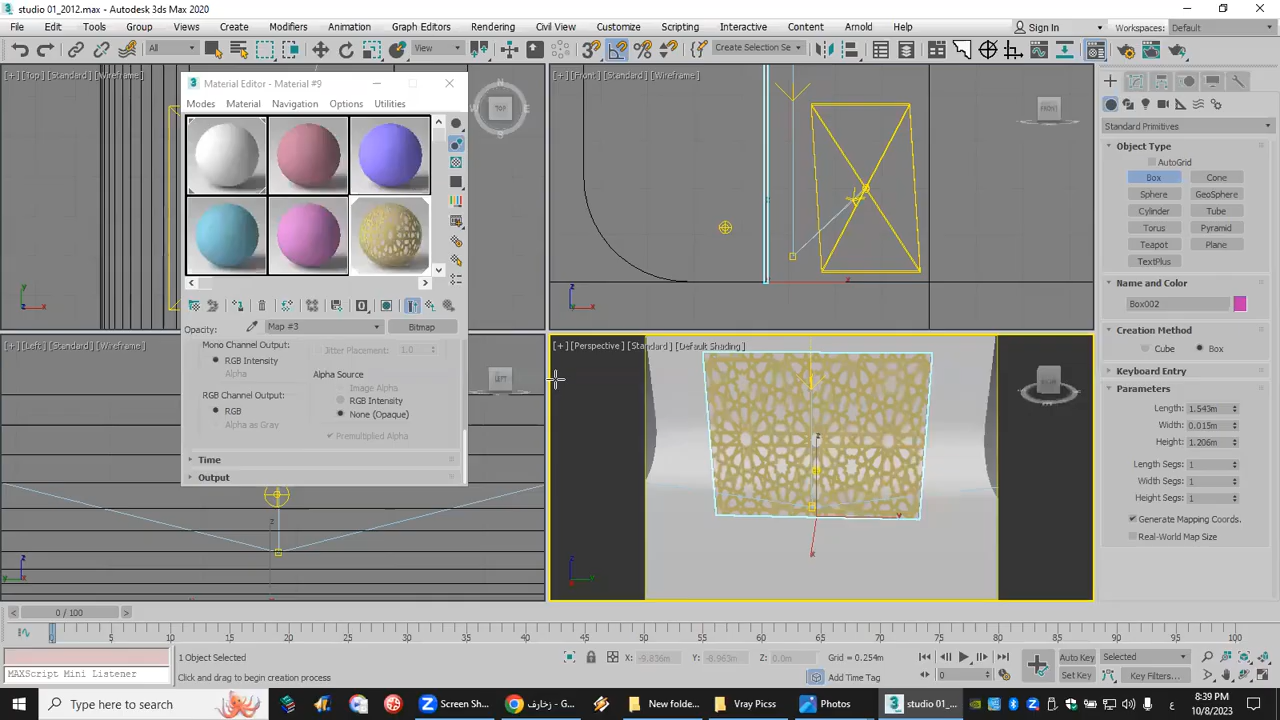 studio 01_2012.max - Autodesk 3ds Max 2020
File Edit Tools Group Views Create Modifiers Animation Graph Editors Rendering Civil View Customize Scripting Interactive Content Arnold Help
Sign In Workspaces: Default
All View Create Selection Se
[+] [Top] [Standard] [Wireframe]
TOP
[+] [Front] [Standard] [Wireframe]
FRONT
Material Editor - Material #9
Modes Material Navigation Options Utilities
Opacity: Map #3 Bitmap
Mono Channel Output:
RGB Intensity
Alpha
RGB Channel Output:
RGB
Alpha as Gray
Jitter Placement: 1.0
Alpha Source
Image Alpha
RGB Intensity
None (Opaque)
Premultiplied Alpha
Time
Output
[+] [Left] [Standard] [Wireframe]
LEFT
[+] [Perspective] [Standard] [Default Shading]
Standard Primitives
Object Type
AutoGrid
Box Cone
Sphere GeoSphere
Cylinder Tube
Torus Pyramid
Teapot Plane
TextPlus
Name and Color
Box002
Creation Method
Cube Box
Keyboard Entry
Parameters
Length: 1.543m
Width: 0.015m
Height: 1.206m
Length Segs: 1
Width Segs: 1
Height Segs: 1
Generate Mapping Coords.
Real-World Map Size
0 / 100
5 10 15 20 25 30 35 40 45 50 55 60 65 70 75 80 85 90 95 100
1 Object Selected
MAXScript Mini Listener
Click and drag to begin creation process
X: -9.836m Y: -8.963m Z: 0.0m Grid = 0.254m
Add Time Tag
0
Auto Key Selected
Set Key Key Filters...
Type here to search
Screen Sh...
زخارف - G...
New folde...
Vray Picss
Photos
studio 01_...
8:39 PM
10/8/2023